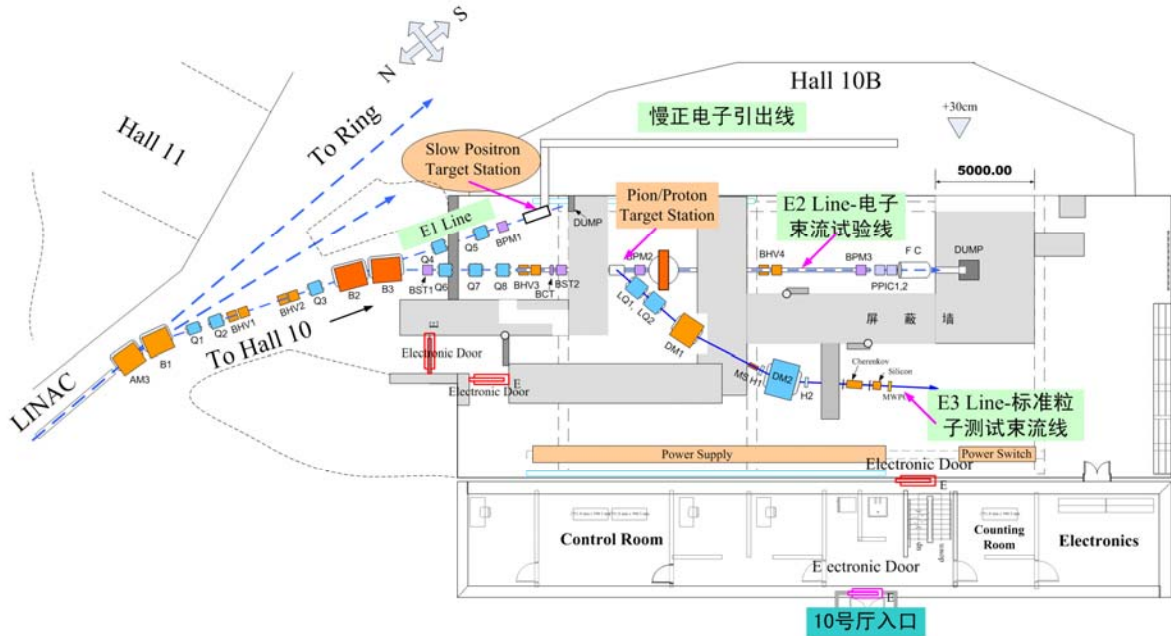 S
N
Hall 10B
+30cm
慢正电子引出线
Hall 11
To Ring
Slow Positron
Target Station
5000.00
Pion/Proton
Target Station
E2 Line-电子
束流试验线
E1 Line
DUMP
Q5
BPM1
Q4
BPM2
BHV4
BPM3
F C
DUMP
B2
B3
BST1
Q6
Q7
Q8
BHV3
BCT
BST2
PPIC1,2
Q3
BHV2
BHV1
Q2
Q1
LQ1,
LQ2
屏 蔽 墙
To Hall 10
B1
AM3
DM1
E
Electronic Door
Electronic Door
E
Cherenkov
Silicon
MS
H1
DM2
H2
MWPC
LINAC
E3 Line-标准粒
子测试束流线
Power Supply
Power Switch
Electronic Door
E
Control Room
up
down
Counting
Room
Electronics
Electronic Door
E
10号厅入口